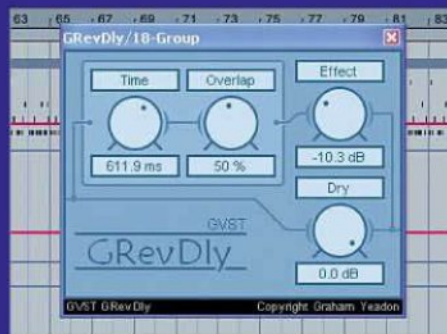 63 65 67 69 71 73 75 77 79 81 83
GRevDly/18-Group
Time Overlap Effect
611.9 ms 50 % -10.3 dB
Dry
GVST
GRevDly
0.0 dB
GVST GRevDly Copyright Graham Yeadon